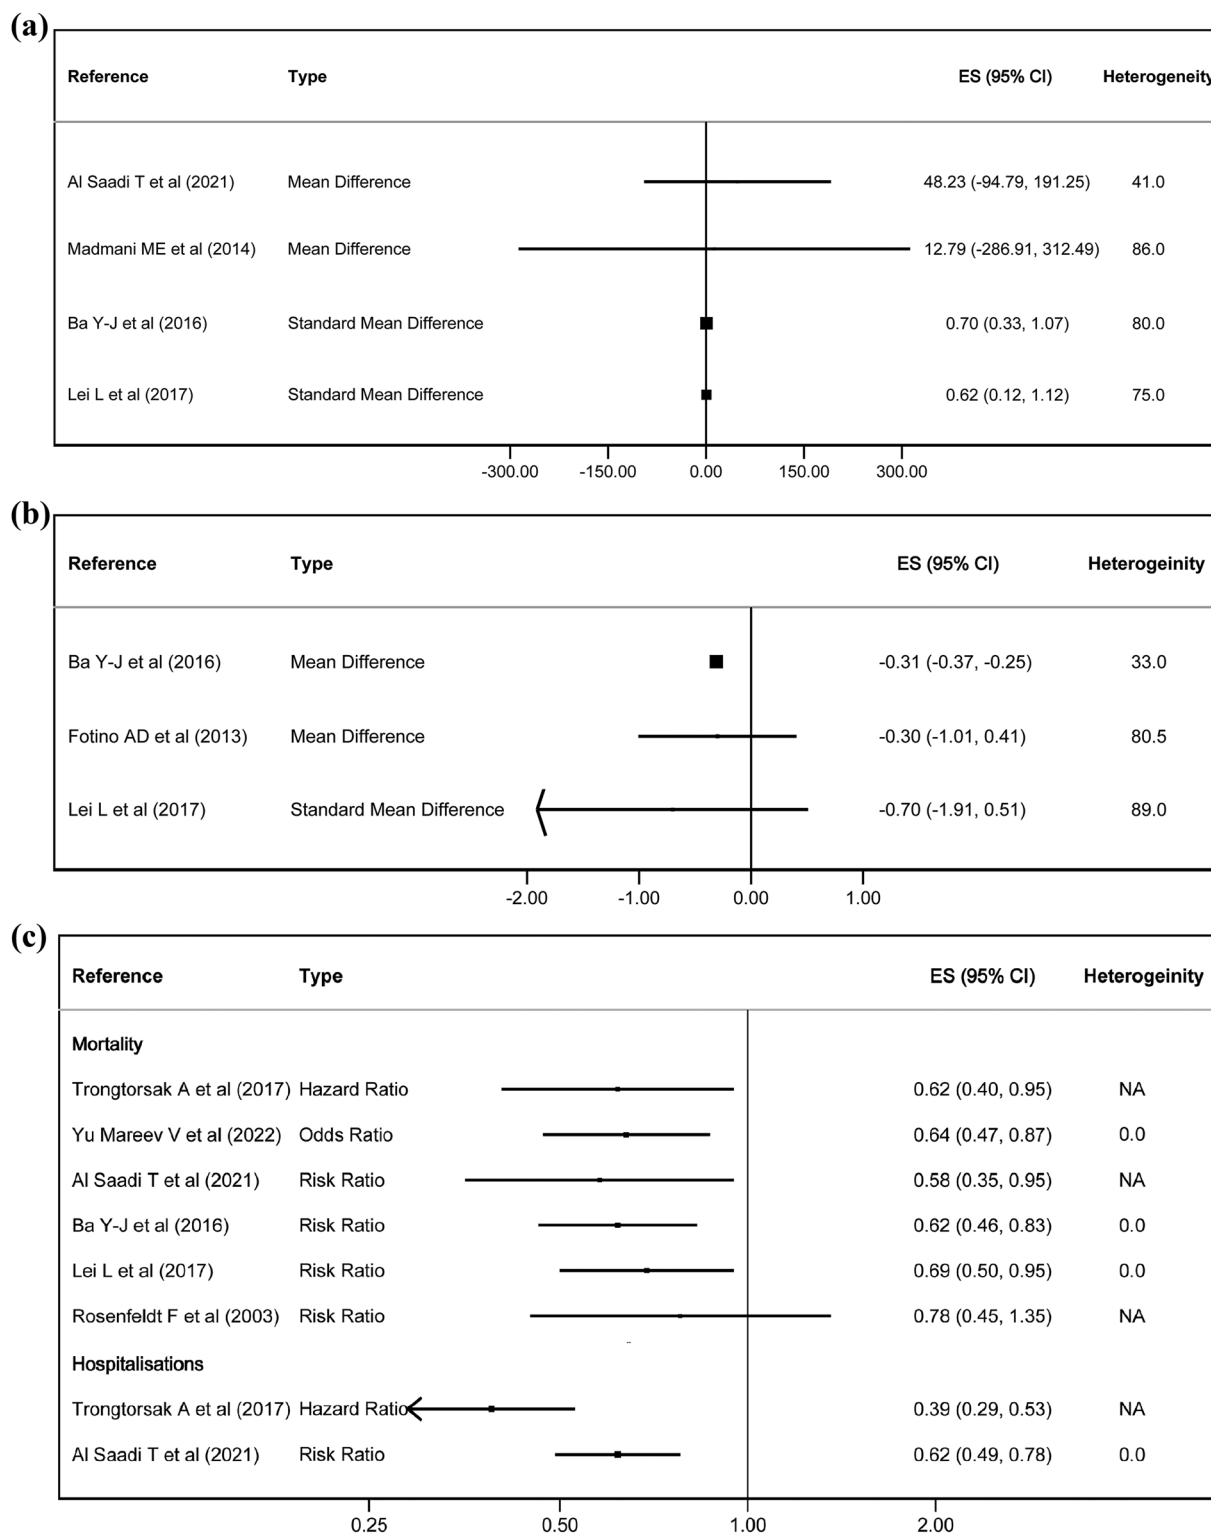 (a)
Reference Type ES (95% CI) Heterogeneity
Al Saadi T et al (2021) Mean Difference 48.23 (-94.79, 191.25) 41.0
Madmani ME et al (2014) Mean Difference 12.79 (-286.91, 312.49) 86.0
Ba Y-J et al (2016) Standard Mean Difference 0.70 (0.33, 1.07) 80.0
Lei L et al (2017) Standard Mean Difference 0.62 (0.12, 1.12) 75.0
-300.00 -150.00 0.00 150.00 300.00
(b)
Reference Type ES (95% CI) Heterogeinity
Ba Y-J et al (2016) Mean Difference -0.31 (-0.37, -0.25) 33.0
Fotino AD et al (2013) Mean Difference -0.30 (-1.01, 0.41) 80.5
Lei L et al (2017) Standard Mean Difference -0.70 (-1.91, 0.51) 89.0
-2.00 -1.00 0.00 1.00
(c)
Reference Type ES (95% CI) Heterogeinity
Mortality
Trongtorsak A et al (2017) Hazard Ratio 0.62 (0.40, 0.95) NA
Yu Mareev V et al (2022) Odds Ratio 0.64 (0.47, 0.87) 0.0
Al Saadi T et al (2021) Risk Ratio 0.58 (0.35, 0.95) NA
Ba Y-J et al (2016) Risk Ratio 0.62 (0.46, 0.83) 0.0
Lei L et al (2017) Risk Ratio 0.69 (0.50, 0.95) 0.0
Rosenfeldt F et al (2003) Risk Ratio 0.78 (0.45, 1.35) NA
Hospitalisations
Trongtorsak A et al (2017) Hazard Ratio 0.39 (0.29, 0.53) NA
Al Saadi T et al (2021) Risk Ratio 0.62 (0.49, 0.78) 0.0
0.25 0.50 1.00 2.00